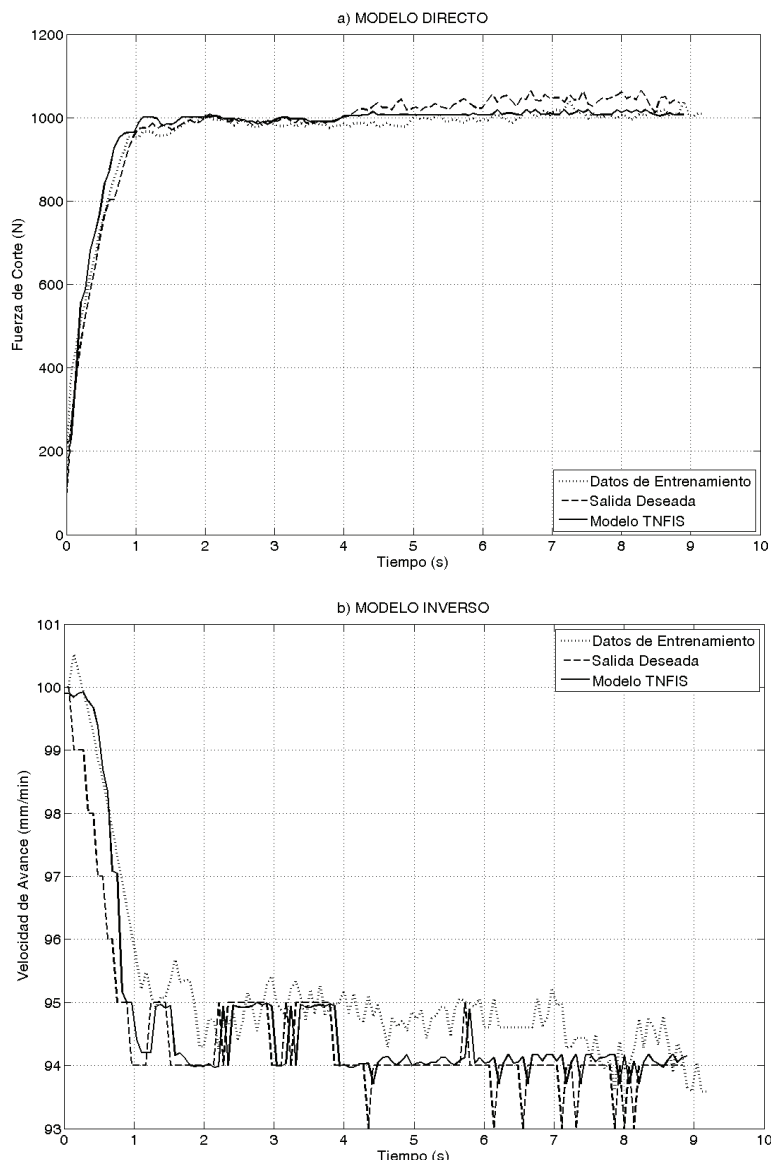 a) MODELO DIRECTO
1200
1000
800
600
400
200
0
Fuerza de Corte (N)
0 1 2 3 4 5 6 7 8 9 10
Tiempo (s)
Datos de Entrenamiento
Salida Deseada
Modelo TNFIS
b) MODELO INVERSO
101
100
99
98
97
96
95
94
93
Velocidad de Avance (mm/min)
Datos de Entrenamiento
Salida Deseada
Modelo TNFIS
0 1 2 3 4 5 6 7 8 9 10
Tiempo (s)